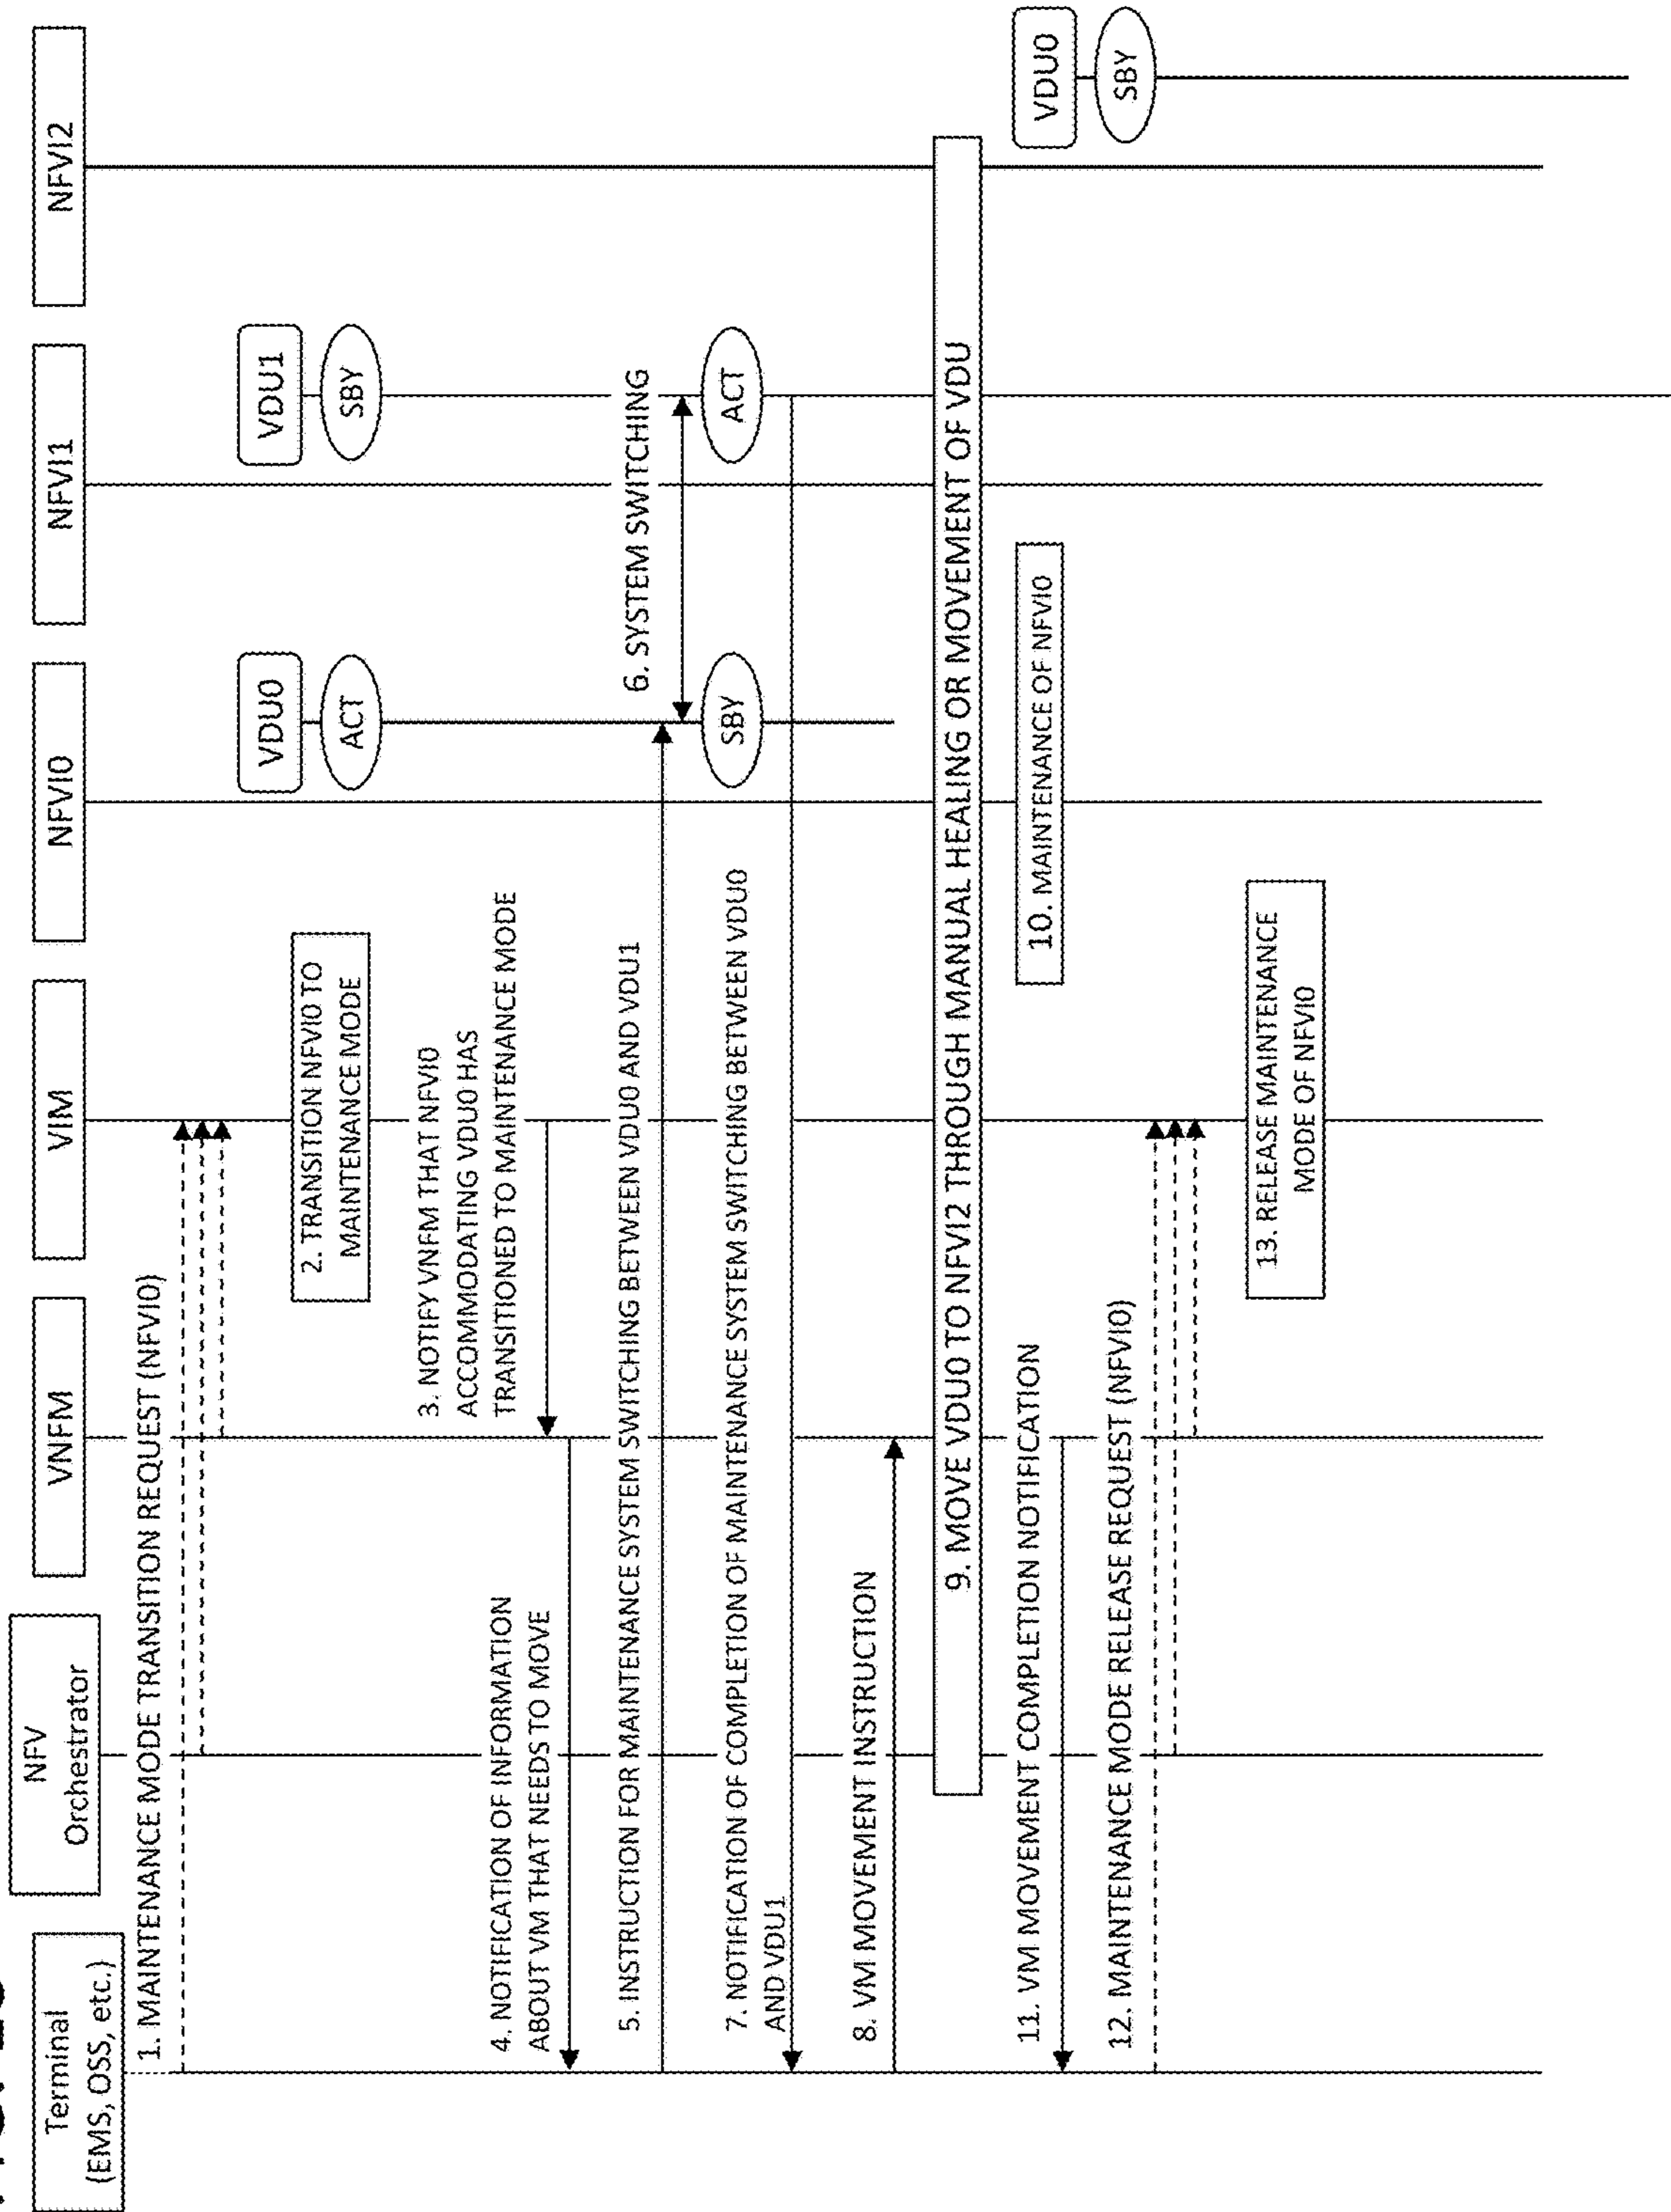 Terminal
(EMS, OSS, etc.)
NFV
Orchestrator
VNFM
VIM
NFVI0
NFVI1
NFVI2
1. MAINTENANCE MODE TRANSITION REQUEST (NFVI0)
VDU0
ACT
VDU1
SBY
2. TRANSITION NFVI0 TO
MAINTENANCE MODE
3. NOTIFY VNFM THAT NFVI0
ACCOMMODATING VDU0 HAS
TRANSITIONED TO MAINTENANCE MODE
4. NOTIFICATION OF INFORMATION
ABOUT VM THAT NEEDS TO MOVE
5. INSTRUCTION FOR MAINTENANCE SYSTEM SWITCHING BETWEEN VDU0 AND VDU1
6. SYSTEM SWITCHING
SBY
ACT
7. NOTIFICATION OF COMPLETION OF MAINTENANCE SYSTEM SWITCHING BETWEEN VDU0
AND VDU1
8. VM MOVEMENT INSTRUCTION
9. MOVE VDU0 TO NFVI2 THROUGH MANUAL HEALING OR MOVEMENT OF VDU
10. MAINTENANCE OF NFVI0
VDU0
SBY
11. VM MOVEMENT COMPLETION NOTIFICATION
12. MAINTENANCE MODE RELEASE REQUEST (NFVI0)
13. RELEASE MAINTENANCE
MODE OF NFVI0